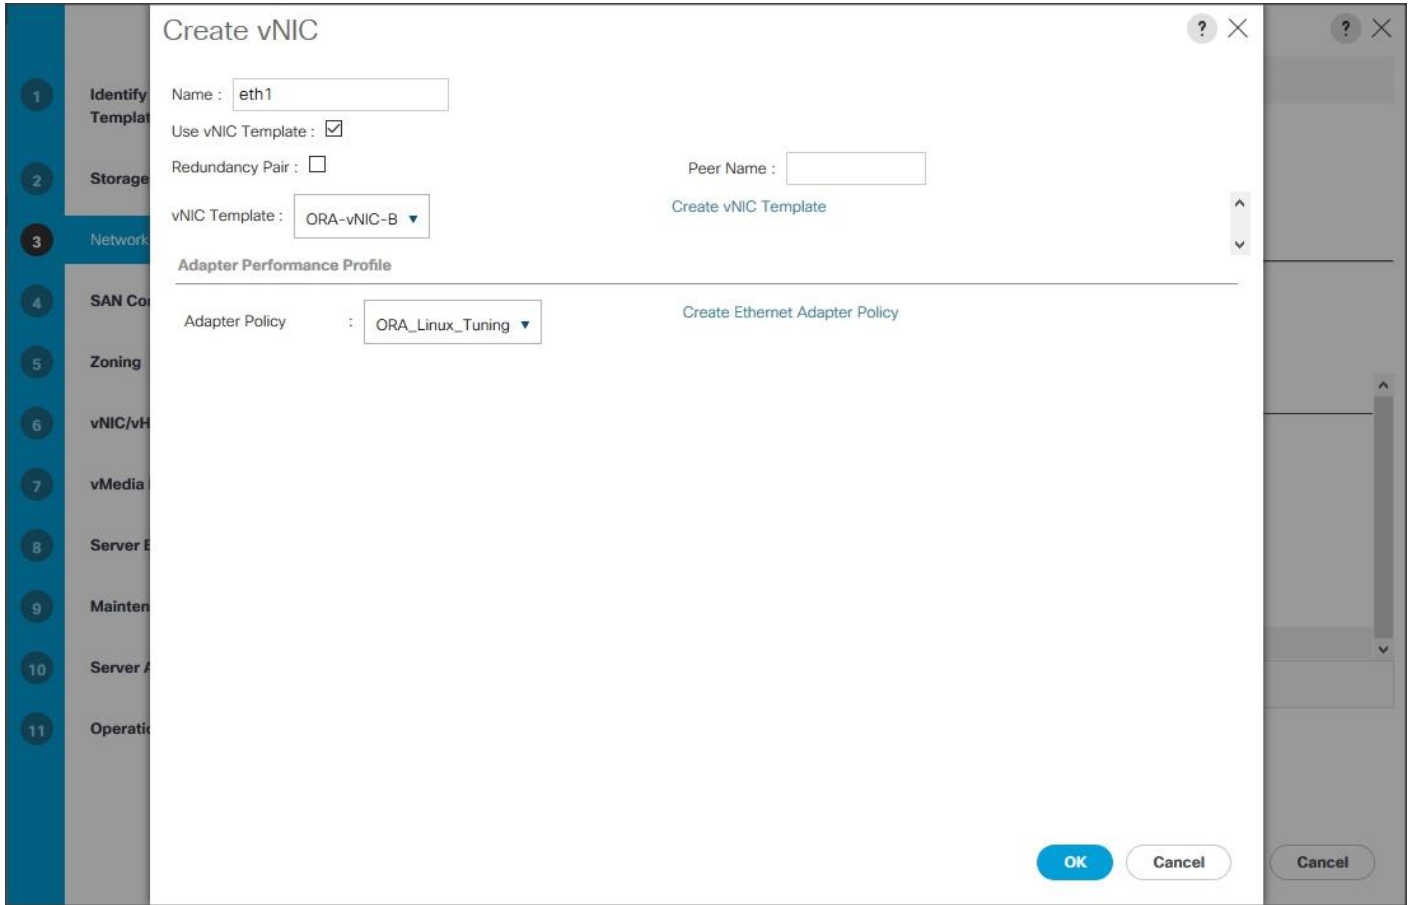 Create vNIC
? ✕
? ✕
Name : eth1
Use vNIC Template : ☑
Redundancy Pair : ☐
Peer Name :
vNIC Template : ORA-vNIC-B ▼
Create vNIC Template
Adapter Performance Profile
Adapter Policy : ORA_Linux_Tuning ▼
Create Ethernet Adapter Policy
1 Identify
Templat
2 Storage
3 Network
4 SAN Co
5 Zoning
6 vNIC/vH
7 vMedia
8 Server E
9 Mainten
10 Server A
11 Operatio
OK Cancel
Cancel